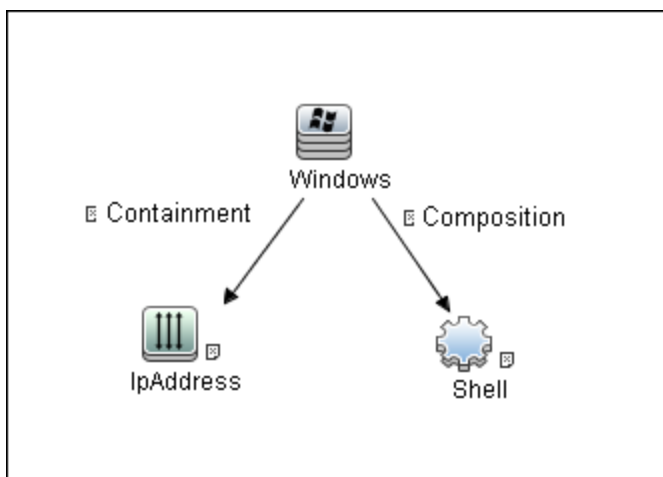 Windows
Containment
Composition
IpAddress
Shell